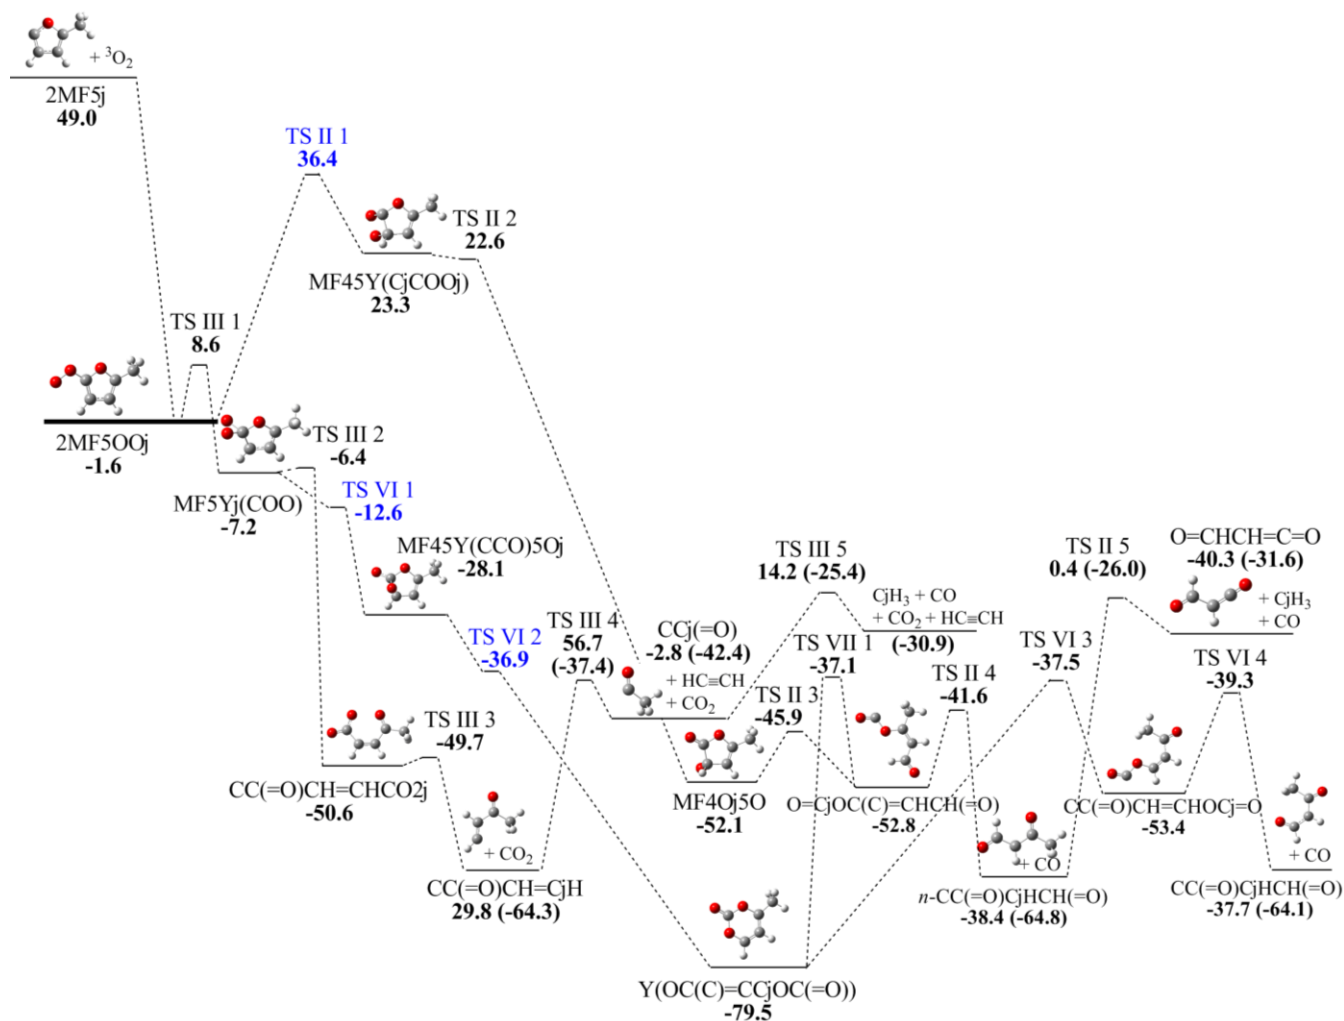 + ³O₂
2MF5j
49.0
TS II 1
36.4
TS II 2
22.6
MF45Y(CjCOOj)
23.3
TS III 1
8.6
2MF5OOj
-1.6
TS III 2
-6.4
MF5Yj(COO)
-7.2
TS VI 1
-12.6
MF45Y(CCO)5Oj
-28.1
TS III 5
14.2 (-25.4)
TS II 5
0.4 (-26.0)
O=CHCHH=C=O
-40.3 (-31.6)
+ CjH₃
+ CO
CjH₃ + CO
+ CO₂ + HC≡CH
(-30.9)
TS III 4
56.7
(-37.4)
TS VI 2
-36.9
CCj(=O)
-2.8 (-42.4)
+ HC≡CH
+ CO₂
TS VII 1
-37.1
TS VI 3
-37.5
TS VI 4
-39.3
TS II 4
-41.6
TS II 3
-45.9
TS III 3
-49.7
CC(=O)CH=CHCO2j
-50.6
MF4Oj5O
-52.1
O=CjOC(C)=CHCH(=O)
-52.8
CC(=O)CH=CHOCj=O
-53.4
+ CO₂
CC(=O)CH=CjH
29.8 (-64.3)
+ CO
n-CC(=O)CjHCH(=O)
-38.4 (-64.8)
+ CO
CC(=O)CjHCH(=O)
-37.7 (-64.1)
Y(OC(C)=CCjOC(=O))
-79.5